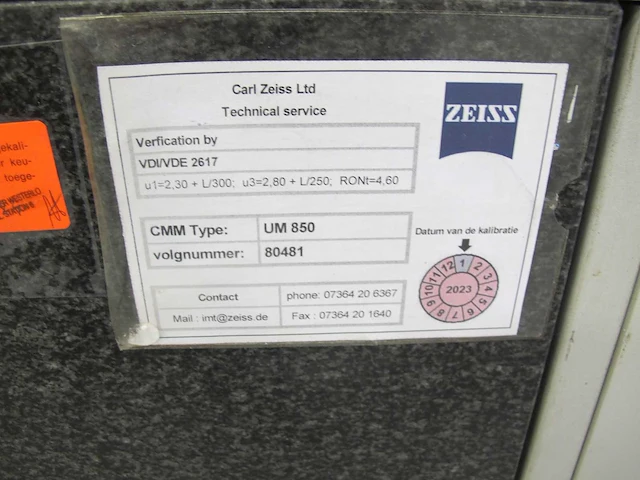 Carl Zeiss Ltd
Technical service
ZEISS
Verfication by
VDI/VDE 2617
u1=2,30 + L/300; u3=2,80 + L/250; RONt=4,60
CMM Type: UM 850
volgnummer: 80481
Datum van de kalibratie
1 2 3 4 5 6 7 8 9 10 11 12
2023
Contact phone: 07364 20 6367
Mail : imt@zeiss.de Fax : 07364 20 1640
ekali-
keu-
toege-